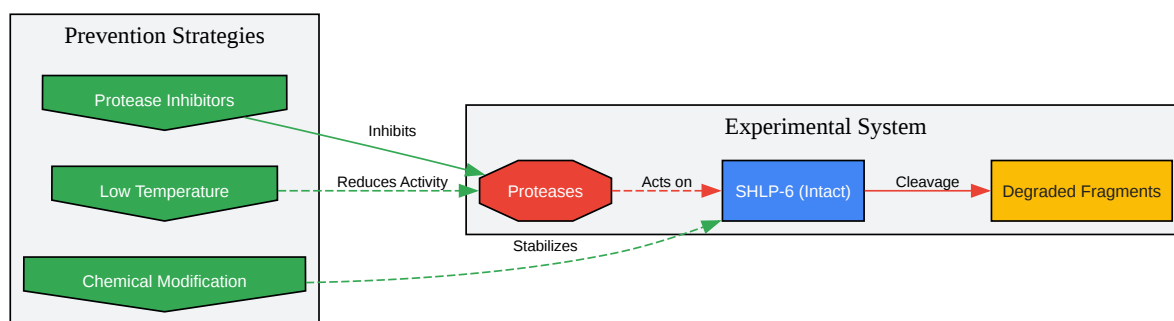 Prevention Strategies
Protease Inhibitors
Low Temperature
Chemical Modification
Inhibits
Reduces Activity
Stabilizes
Experimental System
Proteases
Acts on
SHLP-6 (Intact)
Cleavage
Degraded Fragments